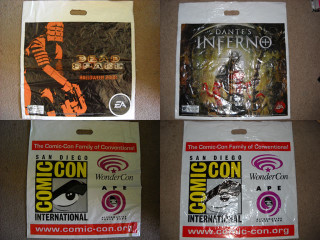 DEAD
SPACE
EA
DANTE'S
INFERNO
The Comic-Con Family of Conventions!
SAN DIEGO
COMIC
CON
INTERNATIONAL
WonderCon
APE
www.comic-con.org
The Comic-Con Family of Conventions!
SAN DIEGO
COMIC
CON
INTERNATIONAL
WonderCon
APE
www.comic-con.org